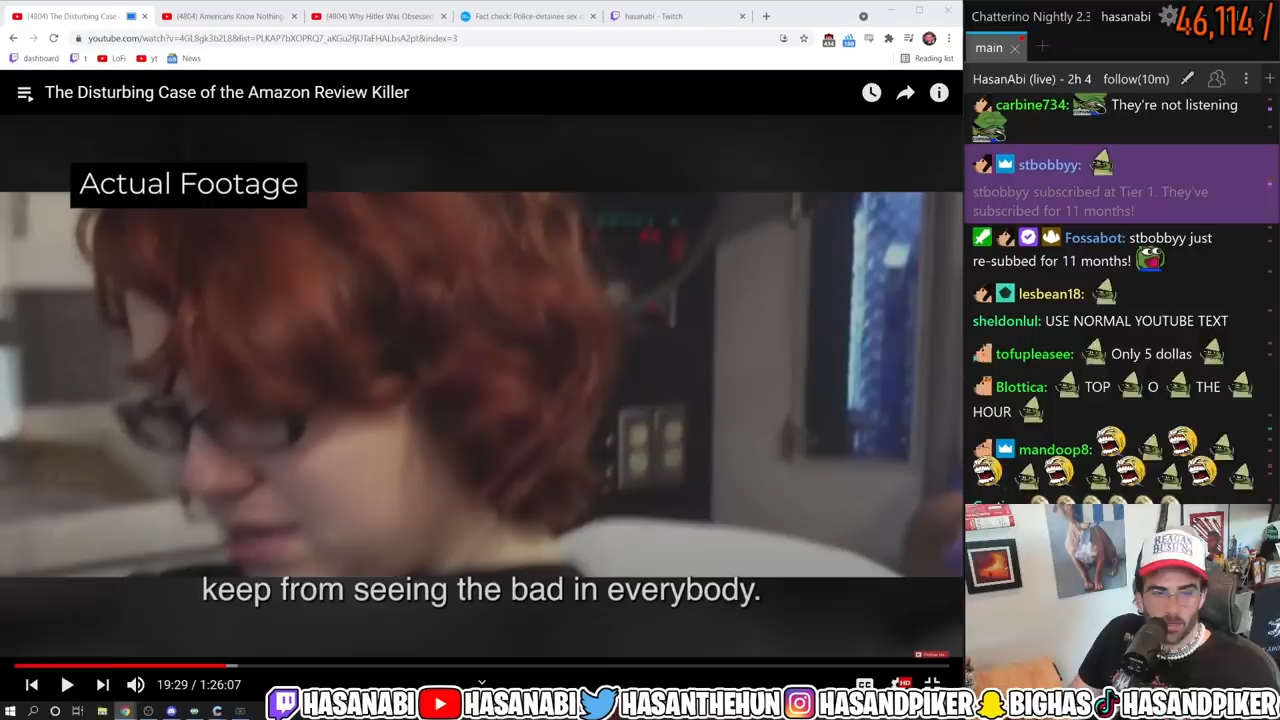 (4804) The Disturbing Case
(4804) Americans Know Nothing
(4804) Why Hitler Was Obsessed
Fact check: Police-detainee sex
hasanabi - Twitch
youtube.com/watch?v=4GL8gk3b2L8&list=PLKAP7bXOPRQ7_aKGu2fjUTaEHALbsA2pt&index=3
dashboard
t
LoFi
yt
News
Reading list
The Disturbing Case of the Amazon Review Killer
Actual Footage
keep from seeing the bad in everybody.
19:29 / 1:26:07
HD
Chatterino Nightly 2.3
hasanabi
46,114 /
main
HasanAbi (live) - 2h 4
follow(10m)
carbine734: They're not listening
stbobbyy:
stbobbyy subscribed at Tier 1. They've
subscribed for 11 months!
Fossabot: stbobbyy just
re-subbed for 11 months!
lesbean18:
sheldonlul: USE NORMAL YOUTUBE TEXT
tofupleasee: Only 5 dollas
Blottica: TOP O THE
HOUR
mandoop8:
REAGAN
BUSH
HASANABI
HASANABI
HASANTHEHUN
HASANDPIKER
BIGHAS
HASANDPIKER